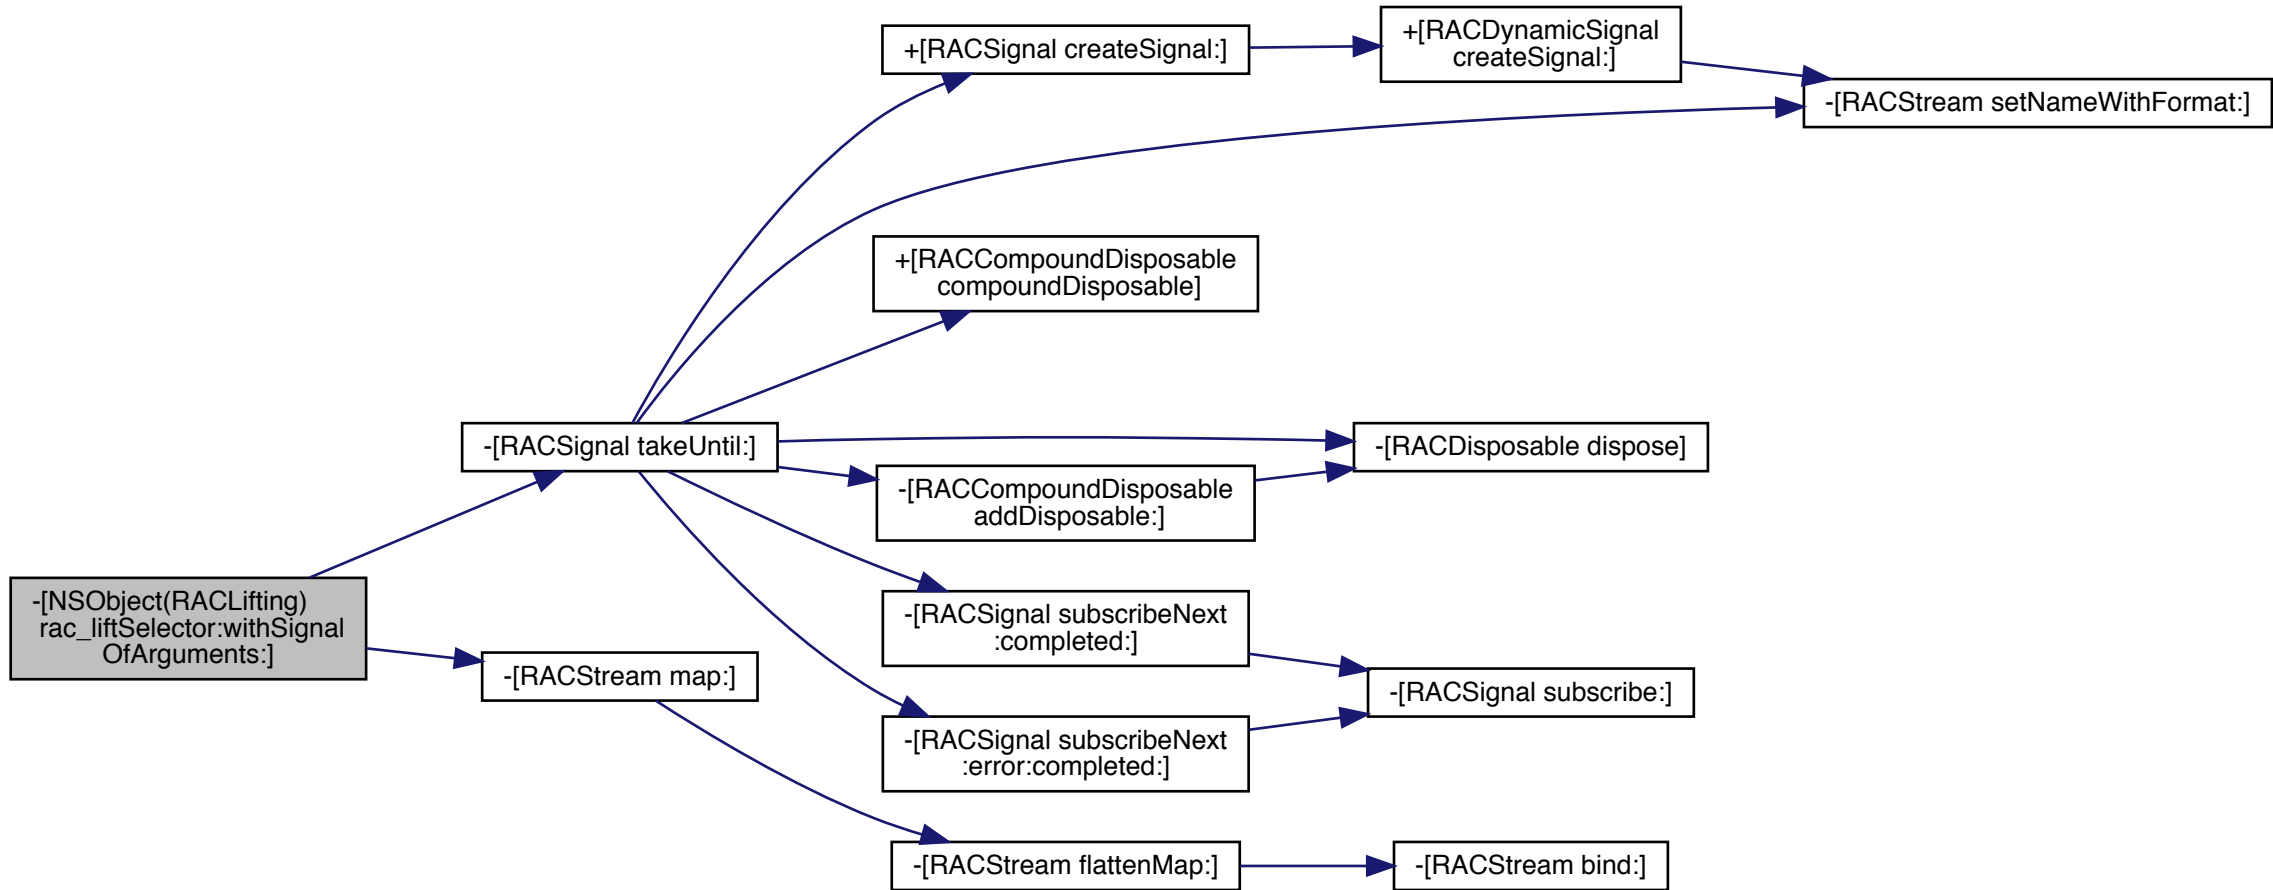 +[RACDynamicSignal
createSignal:]
+[RACSignal createSignal:]
-[RACStream setNameWithFormat:]
+[RACCompoundDisposable
compoundDisposable]
-[RACSignal takeUntil:]
-[RACDisposable dispose]
-[RACCompoundDisposable
addDisposable:]
-[NSObject(RACLifting)
rac_liftSelector:withSignal
OfArguments:]
-[RACSignal subscribeNext
:completed:]
-[RACStream map:]
-[RACSignal subscribe:]
-[RACSignal subscribeNext
:error:completed:]
-[RACStream flattenMap:]
-[RACStream bind:]